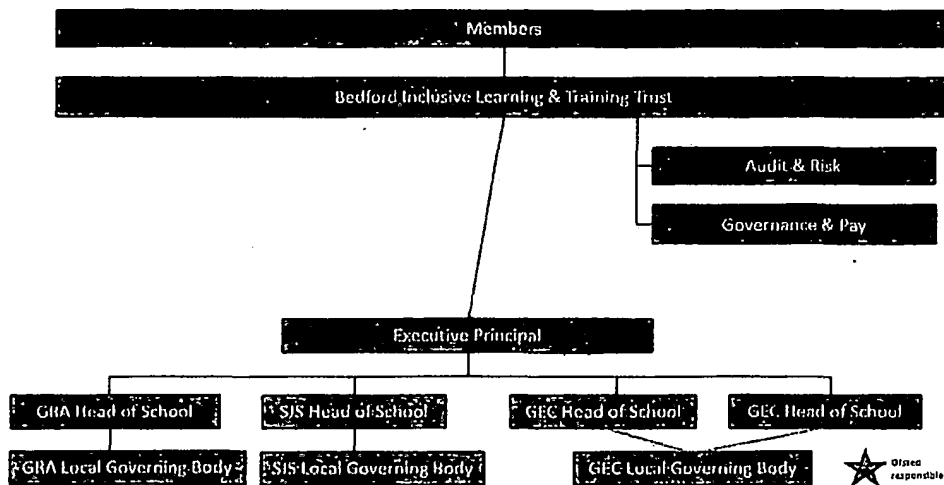 Members
Bedford Inclusive Learning & Training Trust
Audit & Risk
Governance & Pay
Executive Principal
GRA Head of School
SJS Head of School
GEC Head of School
GEC Head of School
GRA Local Governing Body
SJS Local Governing Body
GEC Local Governing Body
Ofsted
responsible